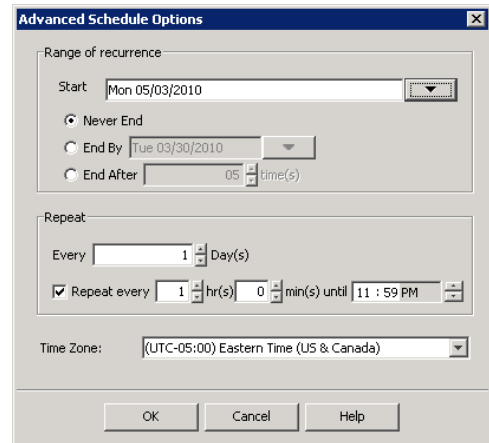 Advanced Schedule Options
Range of recurrence
Start Mon 05/03/2010
Never End
End By Tue 03/30/2010
End After 05 time(s)
Repeat
Every 1 Day(s)
Repeat every 1 hr(s) 0 min(s) until 11 : 59 PM
Time Zone: (UTC-05:00) Eastern Time (US & Canada)
OK Cancel Help